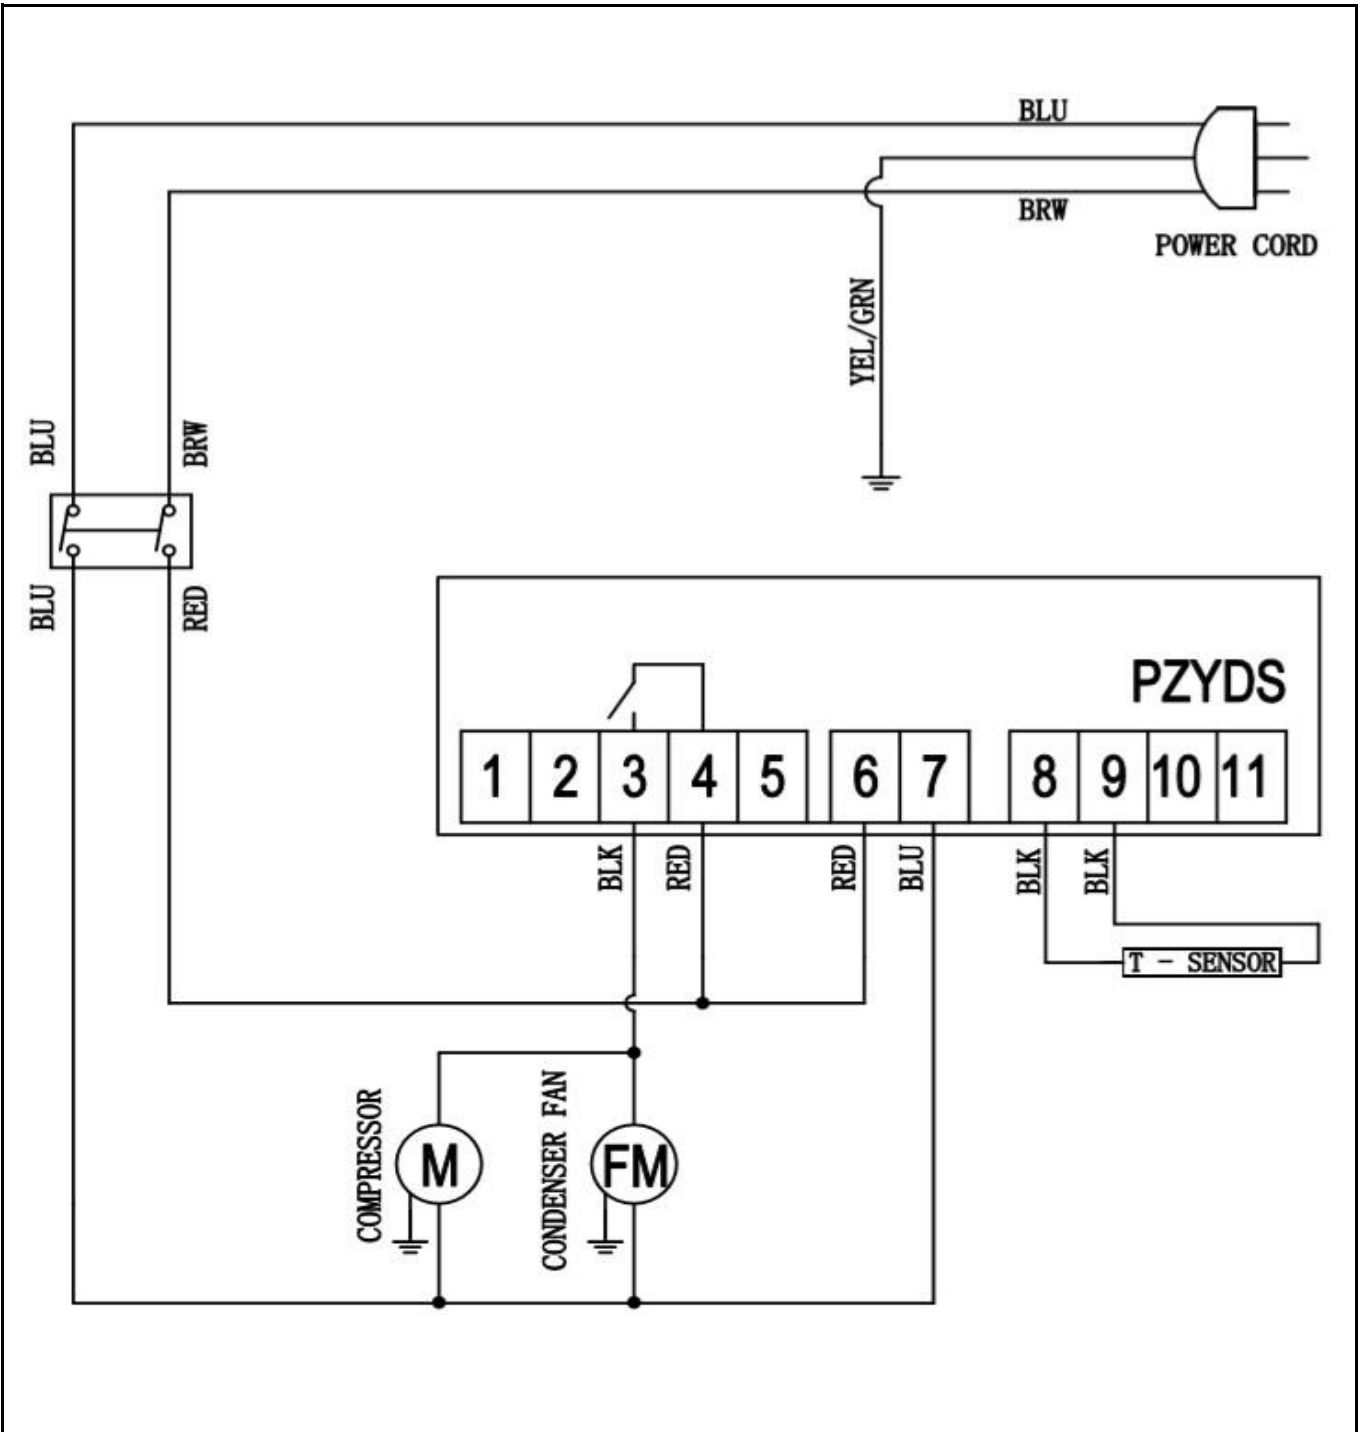 BLU
BRW
POWER CORD
YEL/GRN
BLU
BRW
BLU
RED
PZYDS
1 2 3 4 5 6 7 8 9 10 11
BLK
RED
RED
BLU
BLK
BLK
T - SENSOR
COMPRESSOR
M
CONDENSER FAN
FM